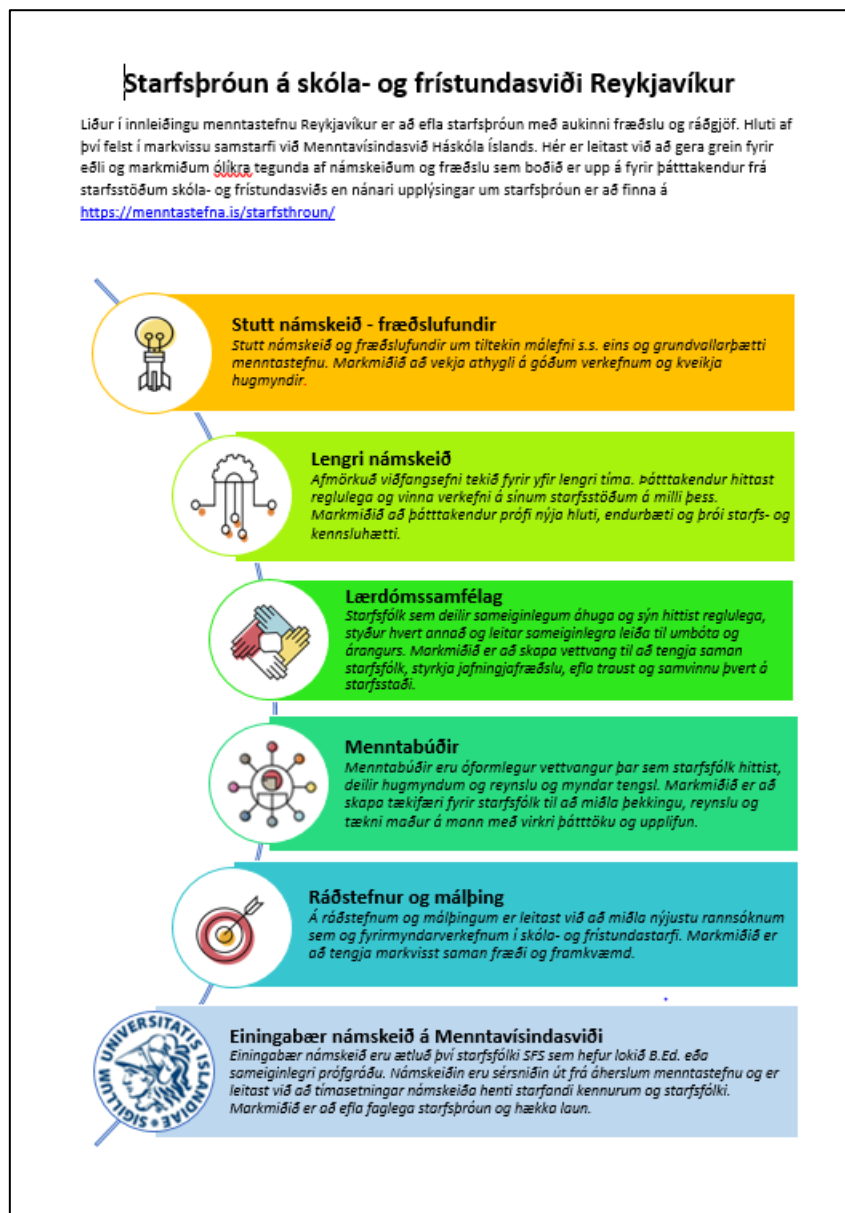 Starfsþróun á skóla- og frístundasviði Reykjavíkur
Liður í innleiðingu menntastefnu Reykjavíkur er að efla starfsþróun með aukinni fræðslu og ráðgjöf. Hluti af
því felst í markvissu samstarfi við Menntavísindasvið Háskóla Íslands. Hér er leitast við að gera grein fyrir
eðli og markmiðum ólíkra tegunda af námskeiðum og fræðslu sem boðið er upp á fyrir þátttakendur frá
starfsstöðum skóla- og frístundasviðs en nánari upplýsingar um starfsþróun er að finna á
https://menntastefna.is/starfsthroun/
Stutt námskeið - fræðslufundir
Stutt námskeið og fræðslufundir um tiltekin málefni s.s. eins og grundvallarþætti
menntastefnu. Markmiðið að vekja athygli á góðum verkefnum og kveikja
hugmyndir.
Lengri námskeið
Afmörkuð viðfangsefni tekið fyrir yfir lengri tíma. Þátttakendur hittast
reglulega og vinna verkefni á sínum starfsstöðum á milli þess.
Markmiðið að þátttakendur prófi nýja hluti, endurbæti og þrói starfs- og
kennsluhætti.
Lærdómssamfélag
Starfsfólk sem deilir sameiginlegum áhuga og sýn hittist reglulega,
styður hvert annað og leitar sameiginlegra leiða til umbóta og
árangurs. Markmiðið er að skapa vettvang til að tengja saman
starfsfólk, styrkja jafningjafræðslu, efla traust og samvinnu þvert á
starfsstaði.
Menntabúðir
Menntabúðir eru óformlegur vettvangur þar sem starfsfólk hittist,
deilir hugmyndum og reynslu og myndar tengsl. Markmiðið er að
skapa tækifæri fyrir starfsfólk til að miðla þekkingu, reynslu og
tækni maður á mann með virkri þátttöku og upplifun.
Ráðstefnur og málþing
Á ráðstefnum og málþingum er leitast við að miðla nýjustu rannsóknum
sem og fyrirmyndarverkefnum í skóla- og frístundastarfi. Markmiðið er
að tengja markvisst saman fræði og framkvæmd.
SIGILLUM UNIVERSITATIS ISLANDIAE
Einingabær námskeið á Menntavísindasviði
Einingabær námskeið eru ætluð því starfsfólki SFS sem hefur lokið B.Ed. eða
sameiginlegri prófgráðu. Námskeiðin eru sérsniðin út frá áherslum menntastefnu og er
leitast við að tímasetningar námskeiða henti starfandi kennurum og starfsfólki.
Markmiðið er að efla faglega starfsþróun og hækka laun.